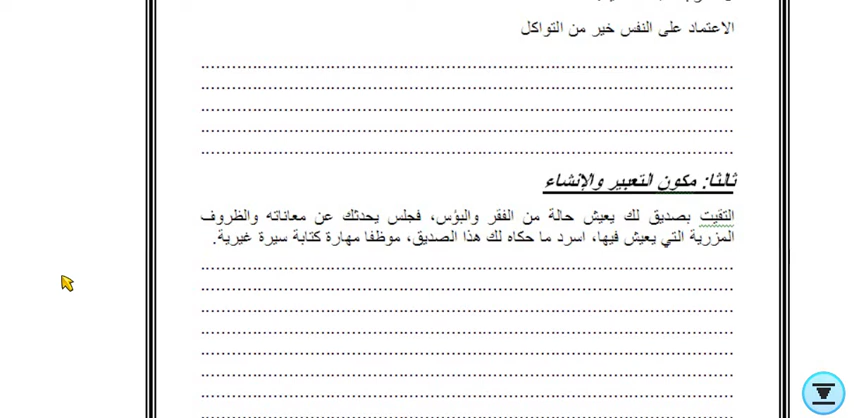 الاعتماد على النفس خير من التواكل
ثالثا: مكون التعبير والإنشاء
التقيت بصديق لك يعيش حالة من الفقر والبؤس، فجلس يحدثك عن معاناته والظروف
المزرية التي يعيش فيها، اسرد ما حكاه لك هذا الصديق، موظفا مهارة كتابة سيرة غيرية.